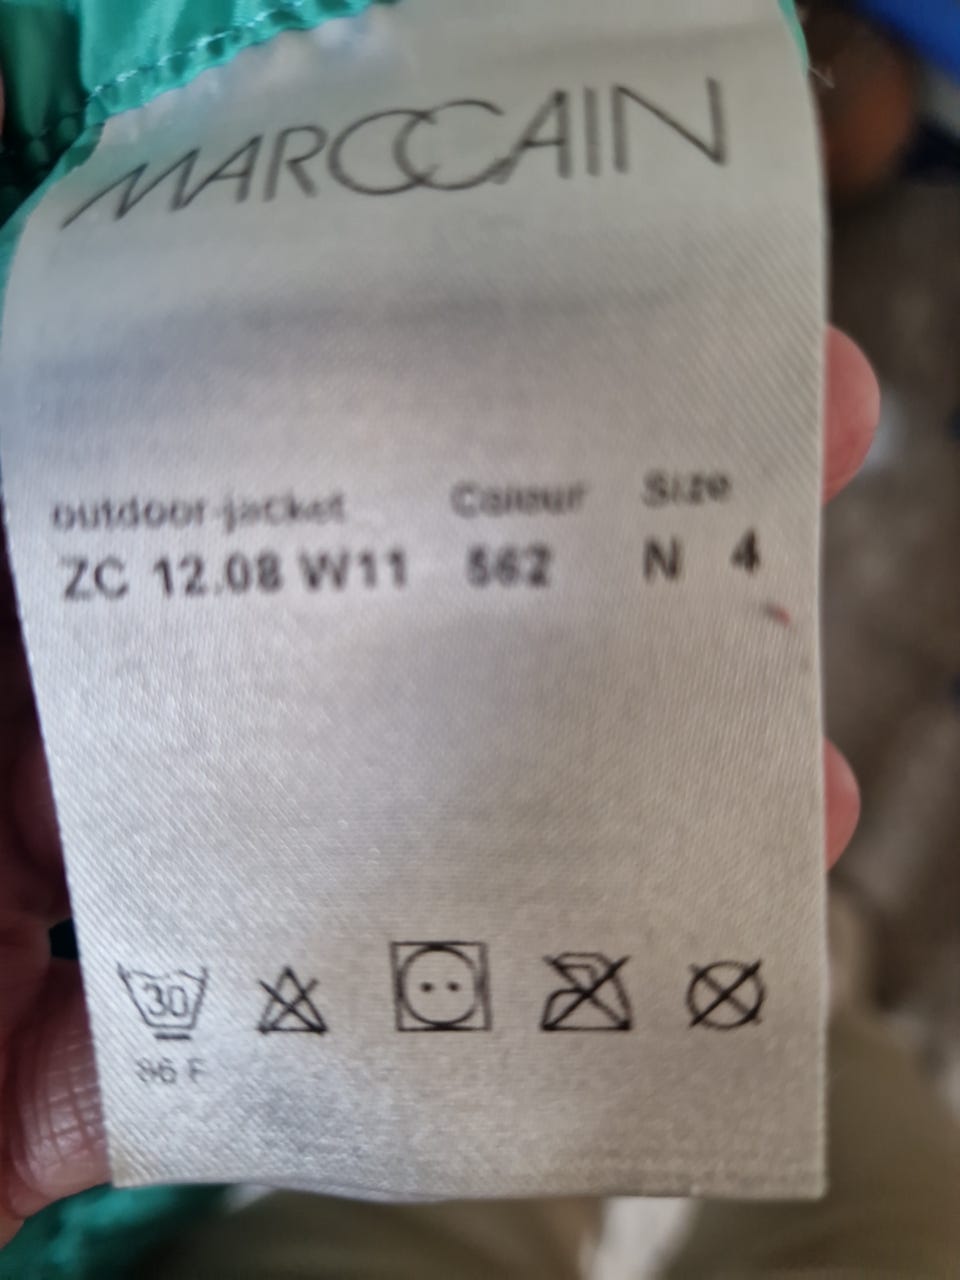 MARCCAIN
outdoor-jacket Colour Size
ZC 12.08 W11 562 N 4
30
86 F